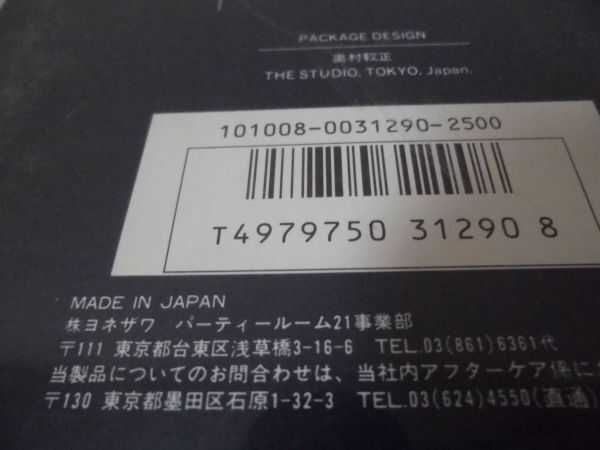 PACKAGE DESIGN
奥村靫正
THE STUDIO, TOKYO, Japan.
101008-0031290-2500
T4979750 31290 8
MADE IN JAPAN
株ヨネザワ パーティールーム21事業部
〒111 東京都台東区浅草橋3-16-6 TEL.03(861)6361代
当製品についてのお問合わせは、当社内アフターケア係に
〒130 東京都墨田区石原1-32-3 TEL.03(624)4550(直通)